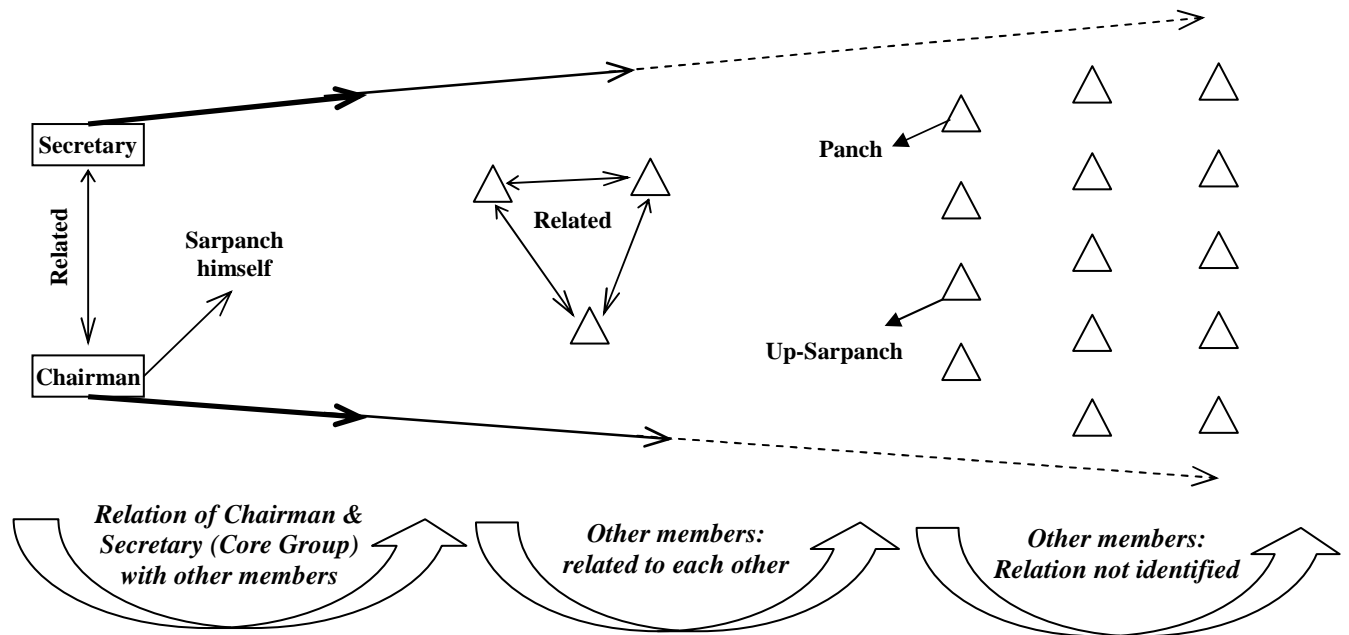 Secretary
Related
Chairman
Sarpanch
himself
Related
Panch
Up-Sarpanch
Relation of Chairman &
Secretary (Core Group)
with other members
Other members:
related to each other
Other members:
Relation not identified